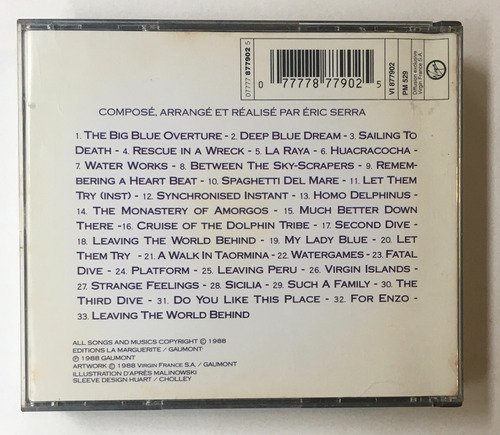 07777 877902 5
0 77778 77902 5
VI 877902
PM 529
Diffusion exclusive
Virgin France S.A.
Virgin
COMPOSÉ, ARRANGÉ ET RÉALISÉ PAR ÉRIC SERRA
1. THE BIG BLUE OVERTURE - 2. DEEP BLUE DREAM - 3. SAILING TO
DEATH - 4. RESCUE IN A WRECK - 5. LA RAYA - 6. HUACRACOCHA -
7. WATER WORKS - 8. BETWEEN THE SKY-SCRAPERS - 9. REMEM-
BERING A HEART BEAT - 10. SPAGHETTI DEL MARE - 11. LET THEM
TRY (INST) - 12. SYNCHRONISED INSTANT - 13. HOMO DELPHINUS -
14. THE MONASTERY OF AMORGOS - 15. MUCH BETTER DOWN
THERE - 16. CRUISE OF THE DOLPHIN TRIBE - 17. SECOND DIVE -
18. LEAVING THE WORLD BEHIND - 19. MY LADY BLUE - 20. LET
THEM TRY - 21. A WALK IN TAORMINA - 22. WATERGAMES - 23. FATAL
DIVE - 24. PLATFORM - 25. LEAVING PERU - 26. VIRGIN ISLANDS -
27. STRANGE FEELINGS - 28. SICILIA - 29. SUCH A FAMILY - 30. THE
THIRD DIVE - 31. DO YOU LIKE THIS PLACE - 32. FOR ENZO -
33. LEAVING THE WORLD BEHIND
ALL SONGS AND MUSICS COPYRIGHT © 1988
EDITIONS LA MARGUERITE / GAUMONT
℗ 1988 GAUMONT
ARTWORK © 1988 VIRGIN FRANCE S.A. / GAUMONT
ILLUSTRATION D'APRÈS MALINOWSKI
SLEEVE DESIGN HUART / CHOLLEY